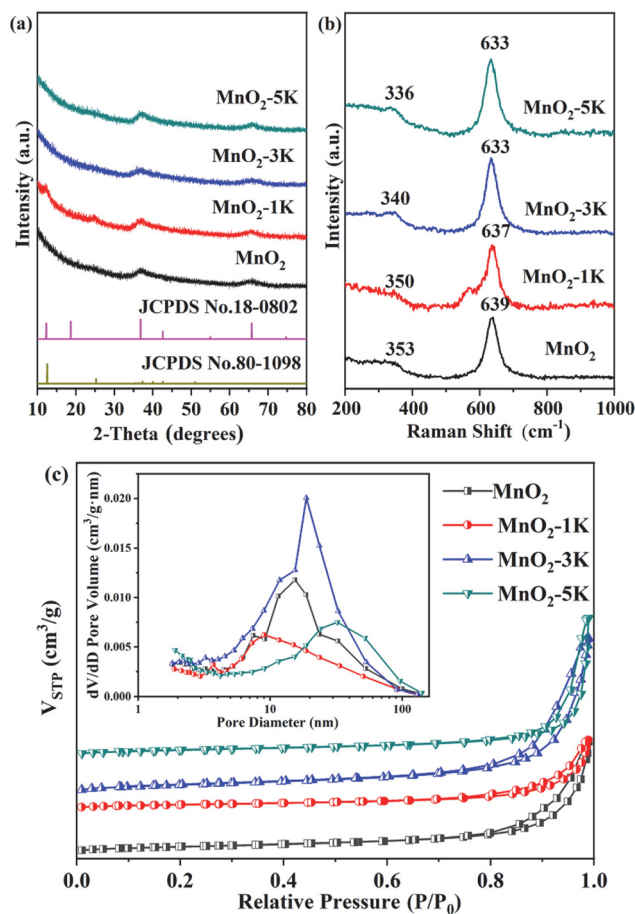 (a)
MnO₂-5K
MnO₂-3K
MnO₂-1K
MnO₂
JCPDS No.18-0802
JCPDS No.80-1098
Intensity (a.u.)
10 20 30 40 50 60 70 80
2-Theta (degrees)
(b)
633
336
MnO₂-5K
633
340
MnO₂-3K
637
350
MnO₂-1K
639
353
MnO₂
Intensity (a.u.)
200 400 600 800 1000
Raman Shift (cm⁻¹)
(c)
dV/dD Pore Volume (cm³/g·nm)
0.020
0.015
0.010
0.005
0.000
1 10 100
Pore Diameter (nm)
MnO₂
MnO₂-1K
MnO₂-3K
MnO₂-5K
V_STP (cm³/g)
0.0 0.2 0.4 0.6 0.8 1.0
Relative Pressure (P/P₀)